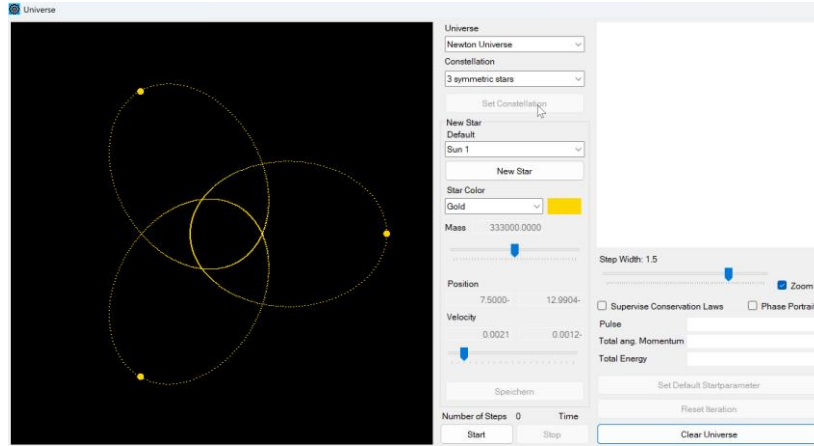 Universe
Universe
Newton Universe
Constellation
3 symmetric stars
Set Constellation
New Star
Default
Sun 1
New Star
Star Color
Gold
Mass 333000.0000
Position
7.5000- 12.9904-
Velocity
0.0021 0.0012-
Speichern
Number of Steps 0 Time
Start Stop
Step Width: 1.5
Zoom
Supervise Conservation Laws Phase Portrait
Pulse
Total ang. Momentum
Total Energy
Set Default Startparameter
Reset Iteration
Clear Universe